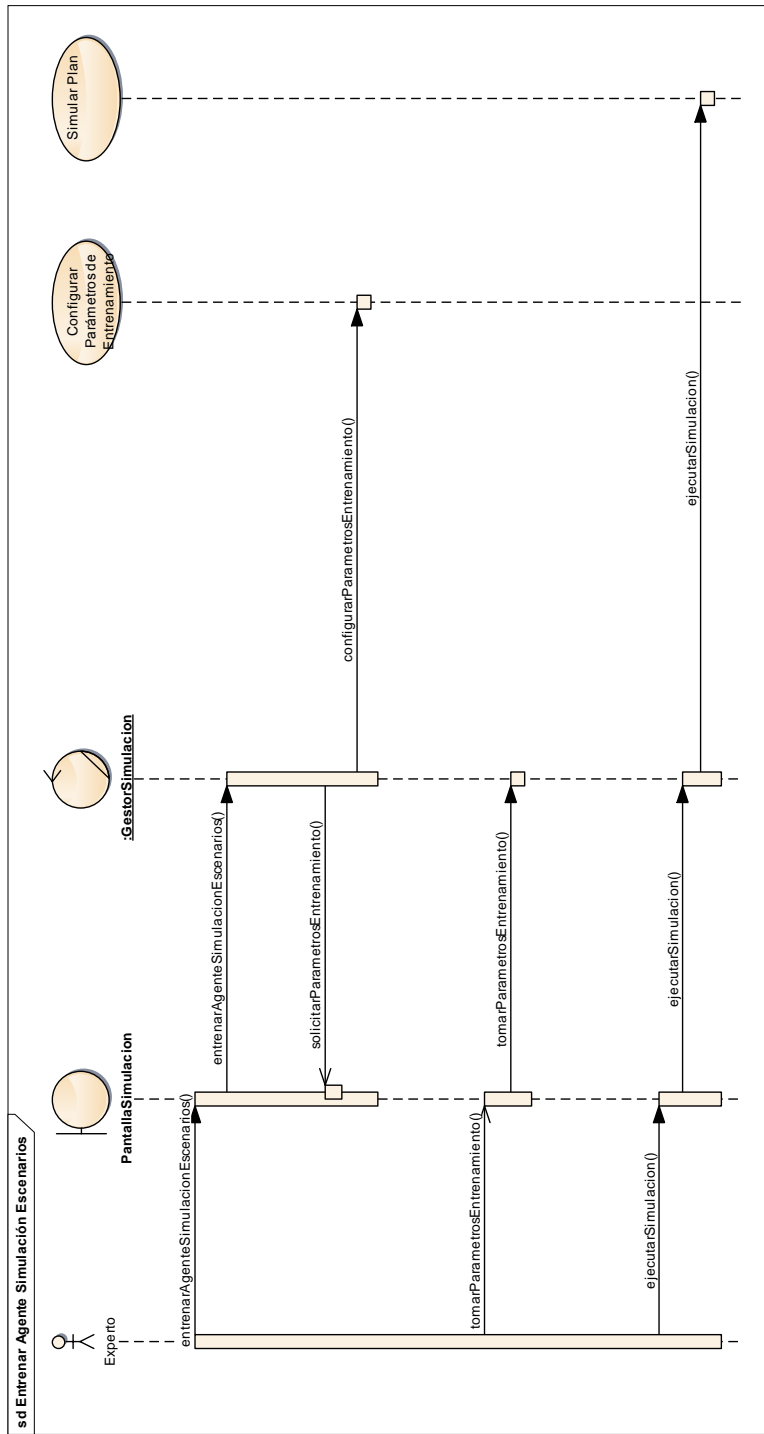 sd Entrenar Agente Simulación Escenarios
Experto
PantallaSimulacion
:GestorSimulacion
Configurar
Parámetros de
Entrenamiento
Simular Plan
entrenarAgenteSimulacionEscenarios()
entrenarAgenteSimulacionEscenarios()
solicitarParametrosEntrenamiento()
configurarParametrosEntrenamiento()
tomarParametrosEntrenamiento()
tomarParametrosEntrenamiento()
ejecutarSimulacion()
ejecutarSimulacion()
ejecutarSimulacion()